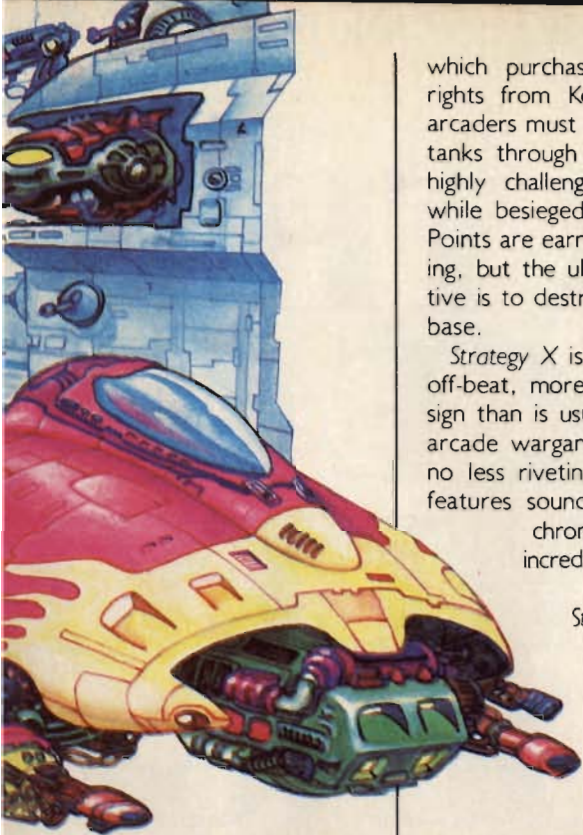 which purchas
rights from K
arcaders must
tanks through
highly challeng
while besieged
Points are earn
ing, but the ul
tive is to destr
base.
Strategy X is
off-beat, more
sign than is us
arcade wargan
no less rivetin
features sound
chron
incred
Si